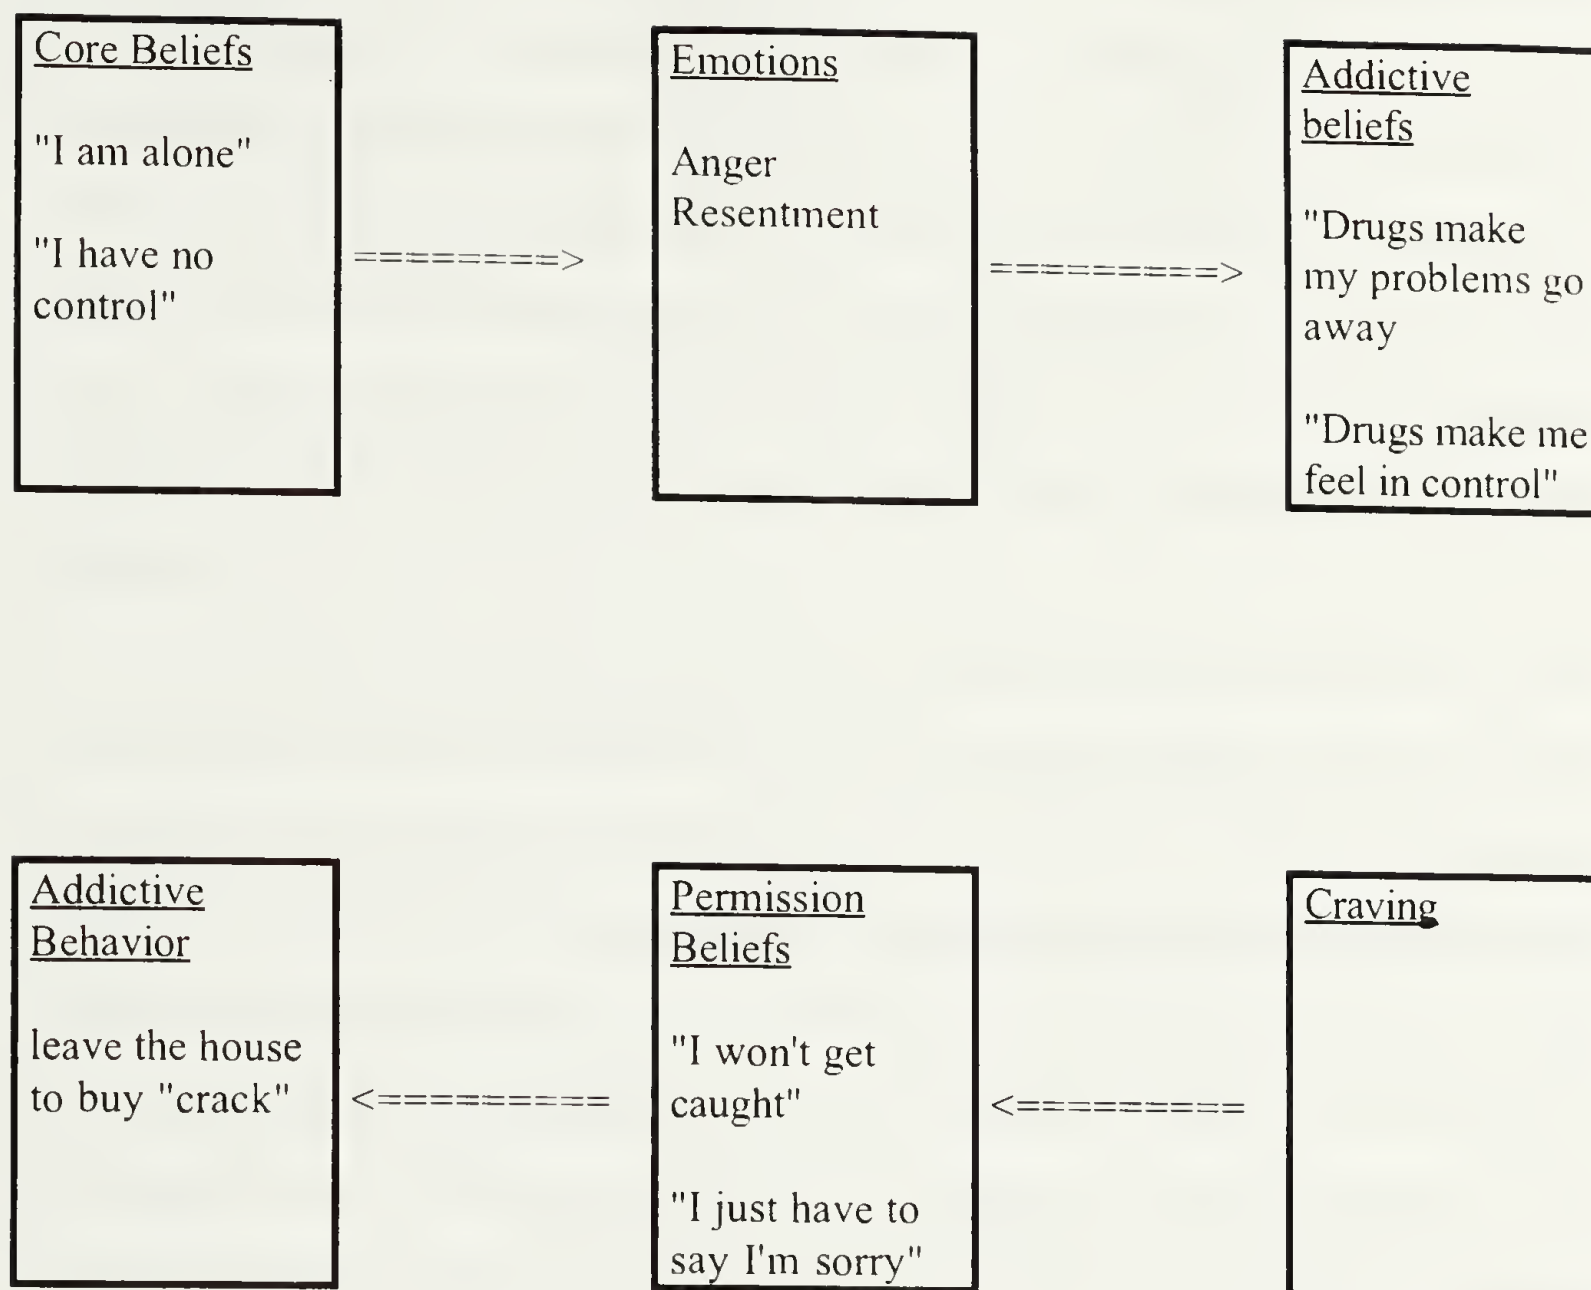 Core Beliefs
"I am alone"
"I have no
control"
========>
Emotions
Anger
Resentment
=========>
Addictive
beliefs
"Drugs make
my problems go
away
"Drugs make me
feel in control"
Addictive
Behavior
leave the house
to buy "crack"
<=========
Permission
Beliefs
"I won't get
caught"
"I just have to
say I'm sorry"
<=========
Craving